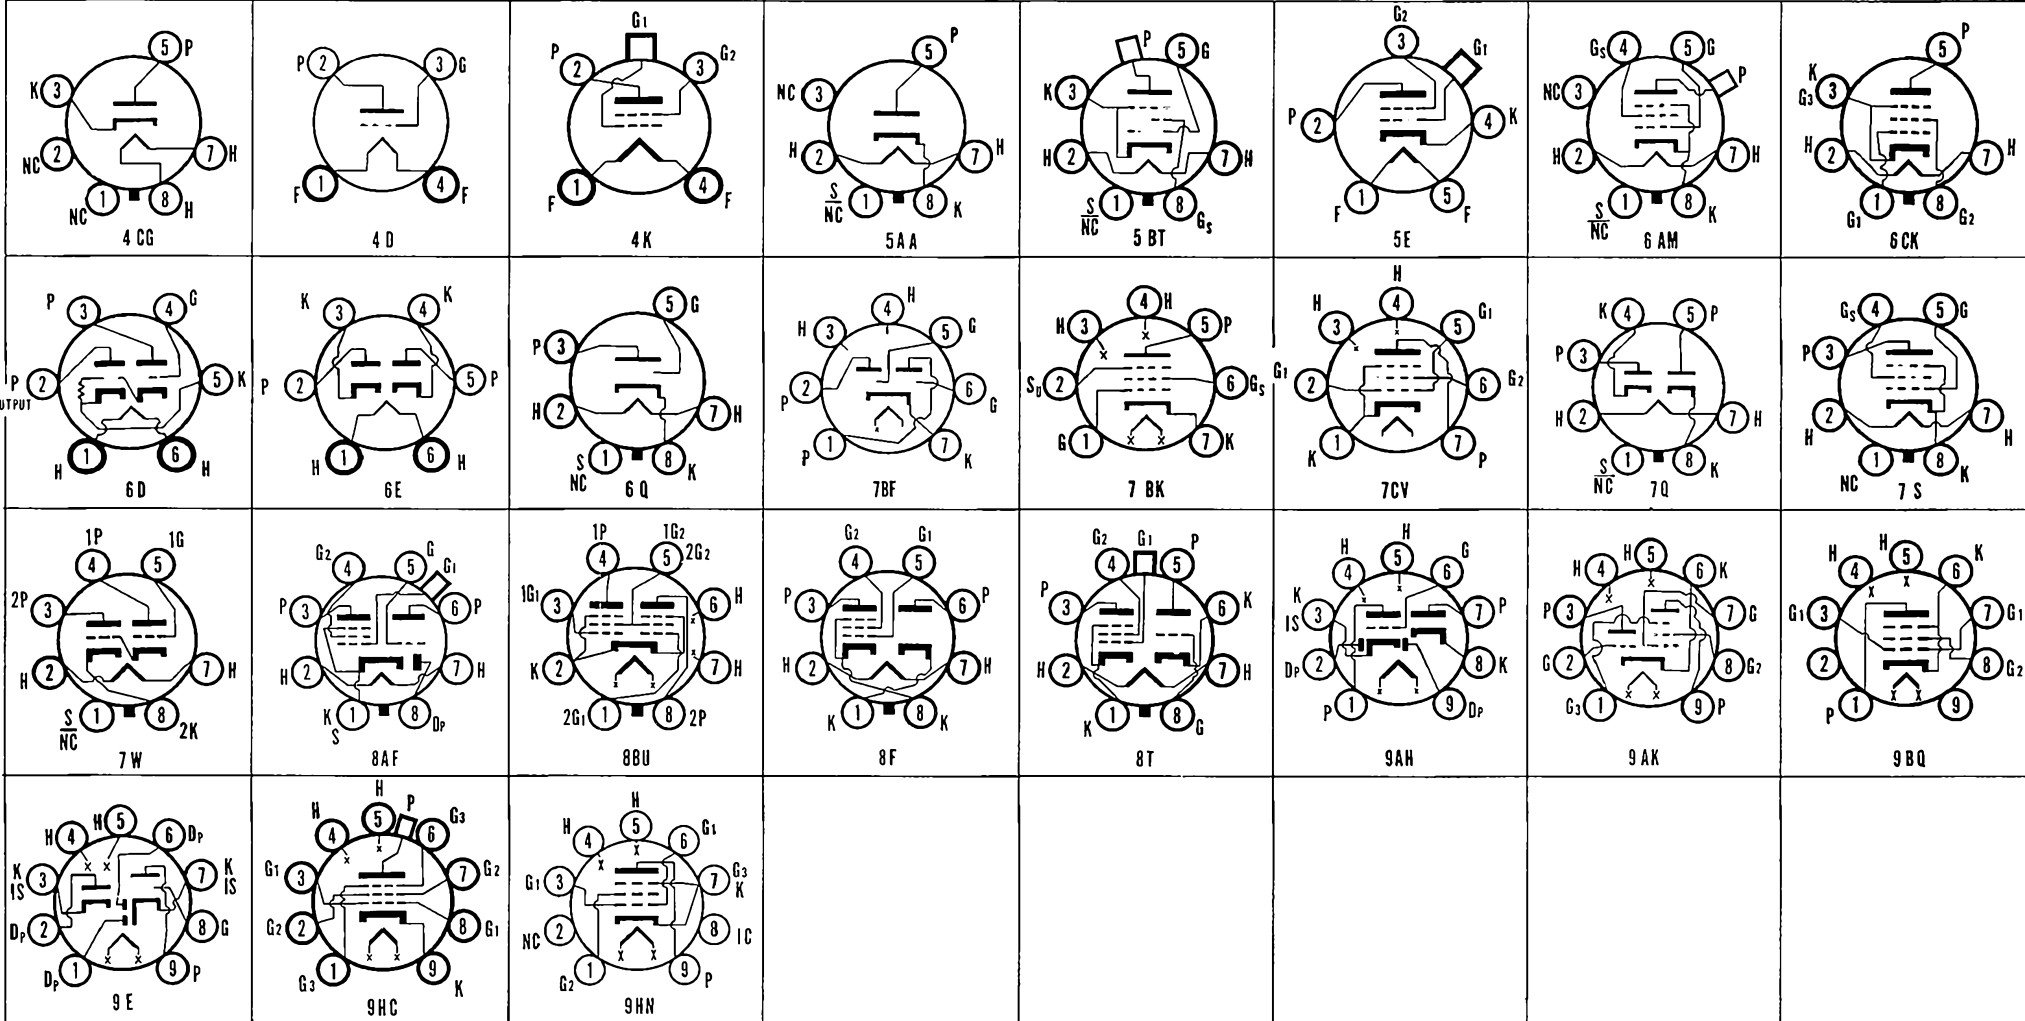 5 P
K 3
NC 2
7 H
NC 1
8 H
4 CG
P 2
3 G
F 1
4 F
4 D
G1
P 2
3 G2
F 1
4 F
4 K
5 P
NC 3
H 2
7 H
S
NC 1
8 K
5 A A
P
5 G
K 3
H 2
7 H
S
NC 1
8 Gs
5 BT
G2
3
G1
P 2
4 K
F 1
5 F
5E
Gs 4
5 G
P
NC 3
H 2
7 H
S
NC 1
8 K
6 AM
5 P
K
G3 3
H 2
7 H
G1 1
8 G2
6 CK
P 3
4 G
P 2
UTPUT
5 K
H 1
6 H
6 D
K 3
4 K
P 2
5 P
H 1
6 H
6 E
5 G
P 3
H 2
7 H
S
NC 1
8 K
6 Q
H
4
H 3
5 G
P 2
6 G
P 1
7 K
7BF
4 H
H 3
5 P
SU 2
6 Gs
G 1
7 K
7 BK
H
4
H 3
5 G1
G1 2
6 G2
K 1
7 P
7CV
K 4
5 P
P 3
H 2
7 H
S
NC 1
8 K
7 Q
Gs 4
5 G
P 3
H 2
7 H
NC 1
8 K
7 S
1P
4
1G
5
2P 3
H 2
7 H
S
NC 1
8 2K
7 W
G2 4
5 G
G1
P 3
6 P
H 2
7 H
K
S 1
8 DP
8AF
1P
4
1G2
5 2G2
1G1 3
6 H
K 2
7 H
2G1 1
8 2P
8BU
G2
4
G1
5
P 3
6 P
H 2
7 H
K 1
8 K
8 F
G2
4
G1
P
5
P 3
6 K
H 2
7 H
K 1
8 G
8T
H
5
H 4
6 G
K
IS 3
7 P
DP 2
8 K
P 1
9 DP
9AH
H 5
H 4
6 K
P 3
7 G
G 2
8 G2
G3 1
9 P
9 AK
H 5
H 4
6 K
G1 3
7 G1
2
8 G2
P 1
9
9 BQ
H 5
H 4
6 DP
K
IS 3
7 K
IS
DP 2
8 G
DP 1
9 P
9 E
H
5
P
H
4
6 G3
G1 3
7 G2
G2 2
8 G1
G3 1
9 K
9HC
H
5
H 4
6 G1
G1 3
7 G3
K
NC 2
8 IC
G2 1
9 P
9HN